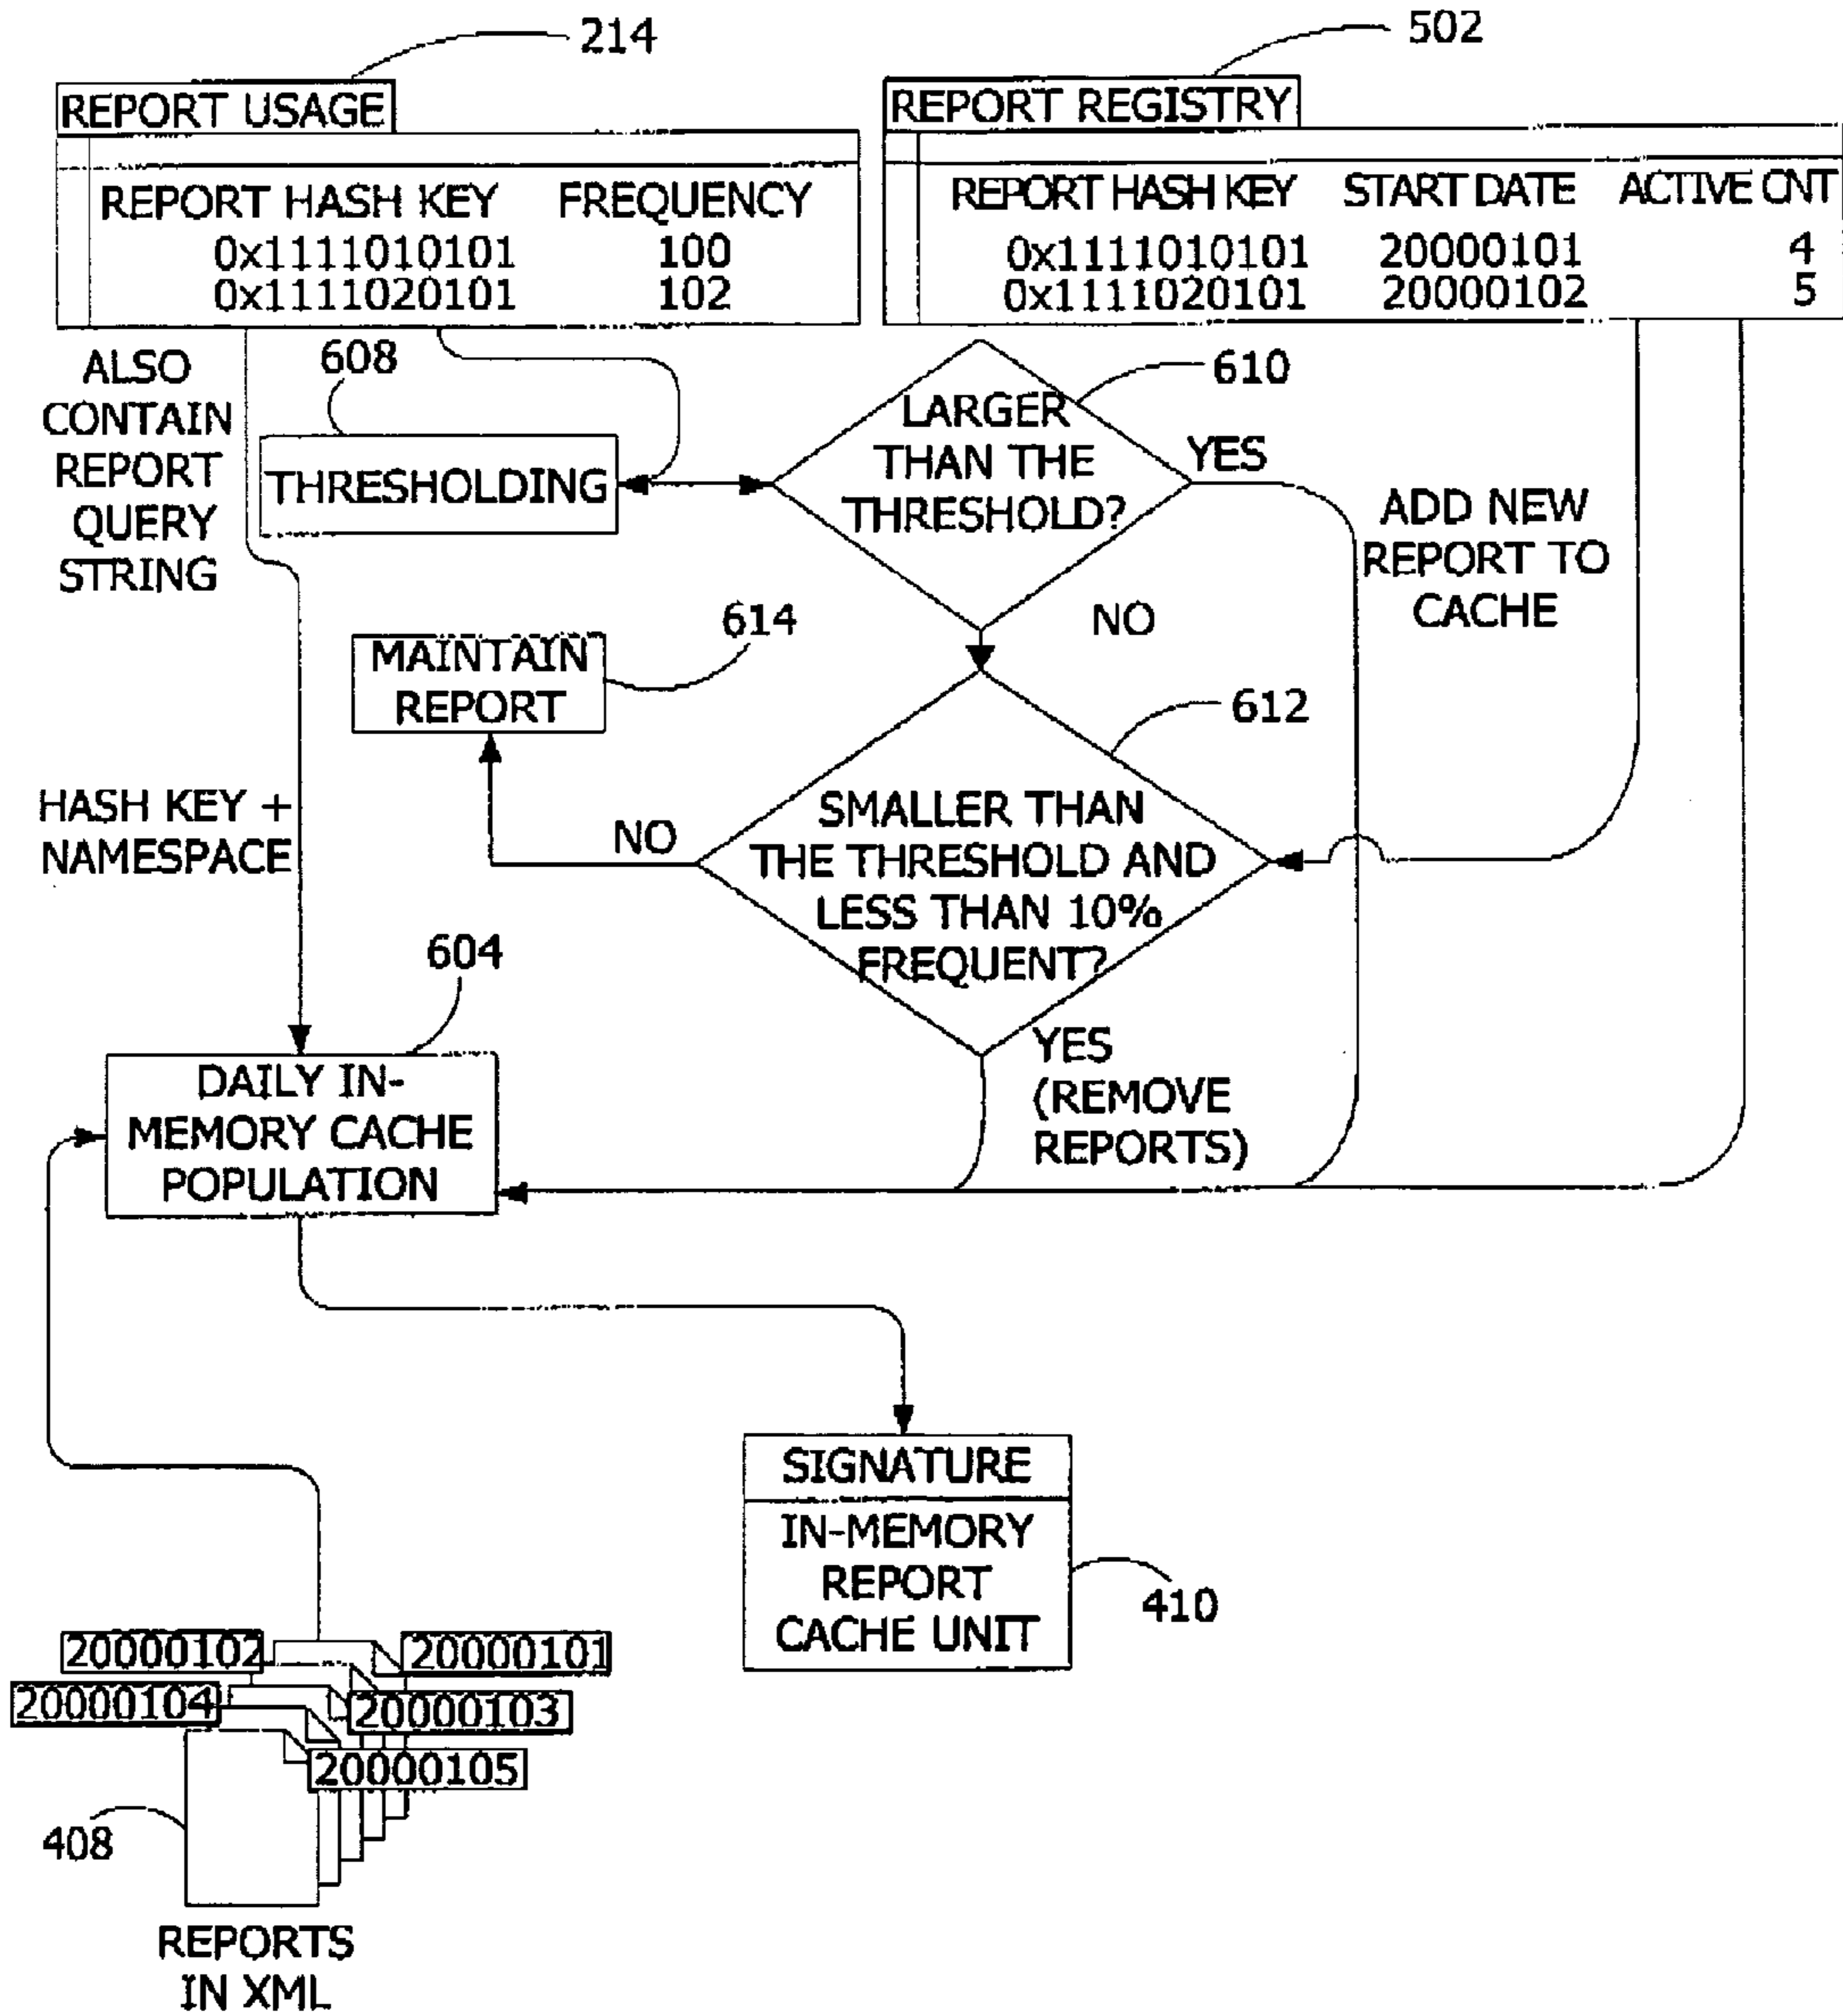 214
502
REPORT USAGE
REPORT REGISTRY
REPORT HASH KEY FREQUENCY
0x1111010101 100
0x1111020101 102
REPORT HASH KEY START DATE ACTIVE CNT
0x1111010101 20000101 4
0x1111020101 20000102 5
ALSO
CONTAIN
REPORT
QUERY
STRING
608
THRESHOLDING
610
LARGER
THAN THE
THRESHOLD?
YES
ADD NEW
REPORT TO
CACHE
NO
614
MAINTAIN
REPORT
612
SMALLER THAN
THE THRESHOLD AND
LESS THAN 10%
FREQUENT?
NO
HASH KEY +
NAMESPACE
604
YES
(REMOVE
REPORTS)
DAILY IN-
MEMORY CACHE
POPULATION
SIGNATURE
IN-MEMORY
REPORT
CACHE UNIT
410
20000102
20000101
20000104
20000103
20000105
408
REPORTS
IN XML